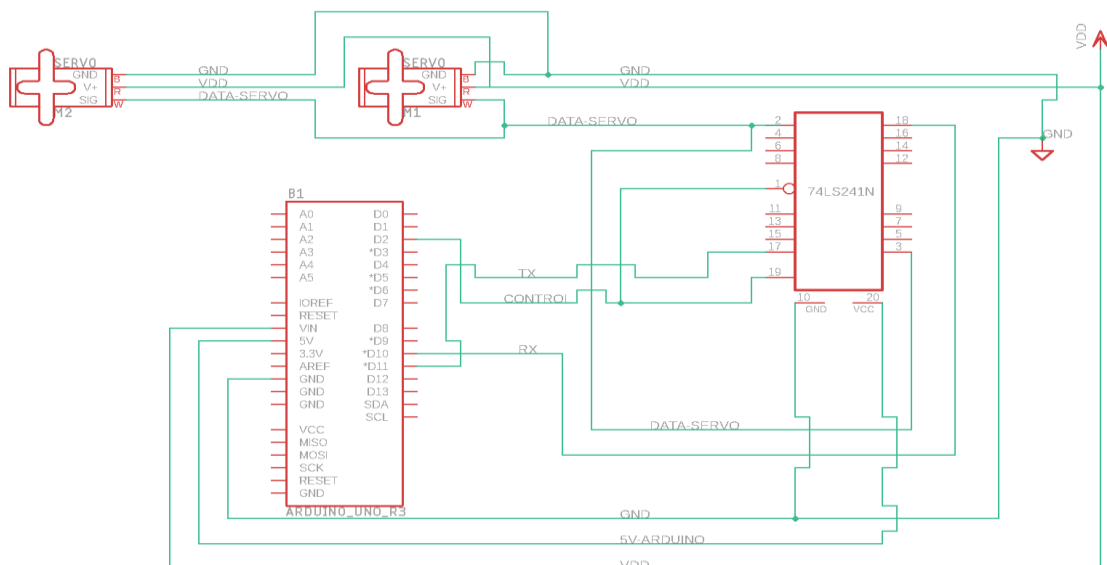 VDD
SERVO
GND
V+
SIG
B
R
W
M2
GND
VDD
DATA-SERVO
SERVO
GND
V+
SIG
B
R
W
M1
GND
VDD
DATA-SERVO
GND
2
4
6
8
1
11
13
15
17
19
74LS241N
18
16
14
12
9
7
5
3
10
GND
20
VCC
B1
A0
A1
A2
A3
A4
A5
IOREF
RESET
VIN
5V
3.3V
AREF
GND
GND
GND
VCC
MISO
MOSI
SCK
RESET
GND
D0
D1
D2
*D3
D4
*D5
*D6
D7
D8
*D9
*D10
*D11
D12
D13
SDA
SCL
ARDUINO_UNO_R3
TX
CONTROL
RX
DATA-SERVO
GND
5V-ARDUINO
VDD